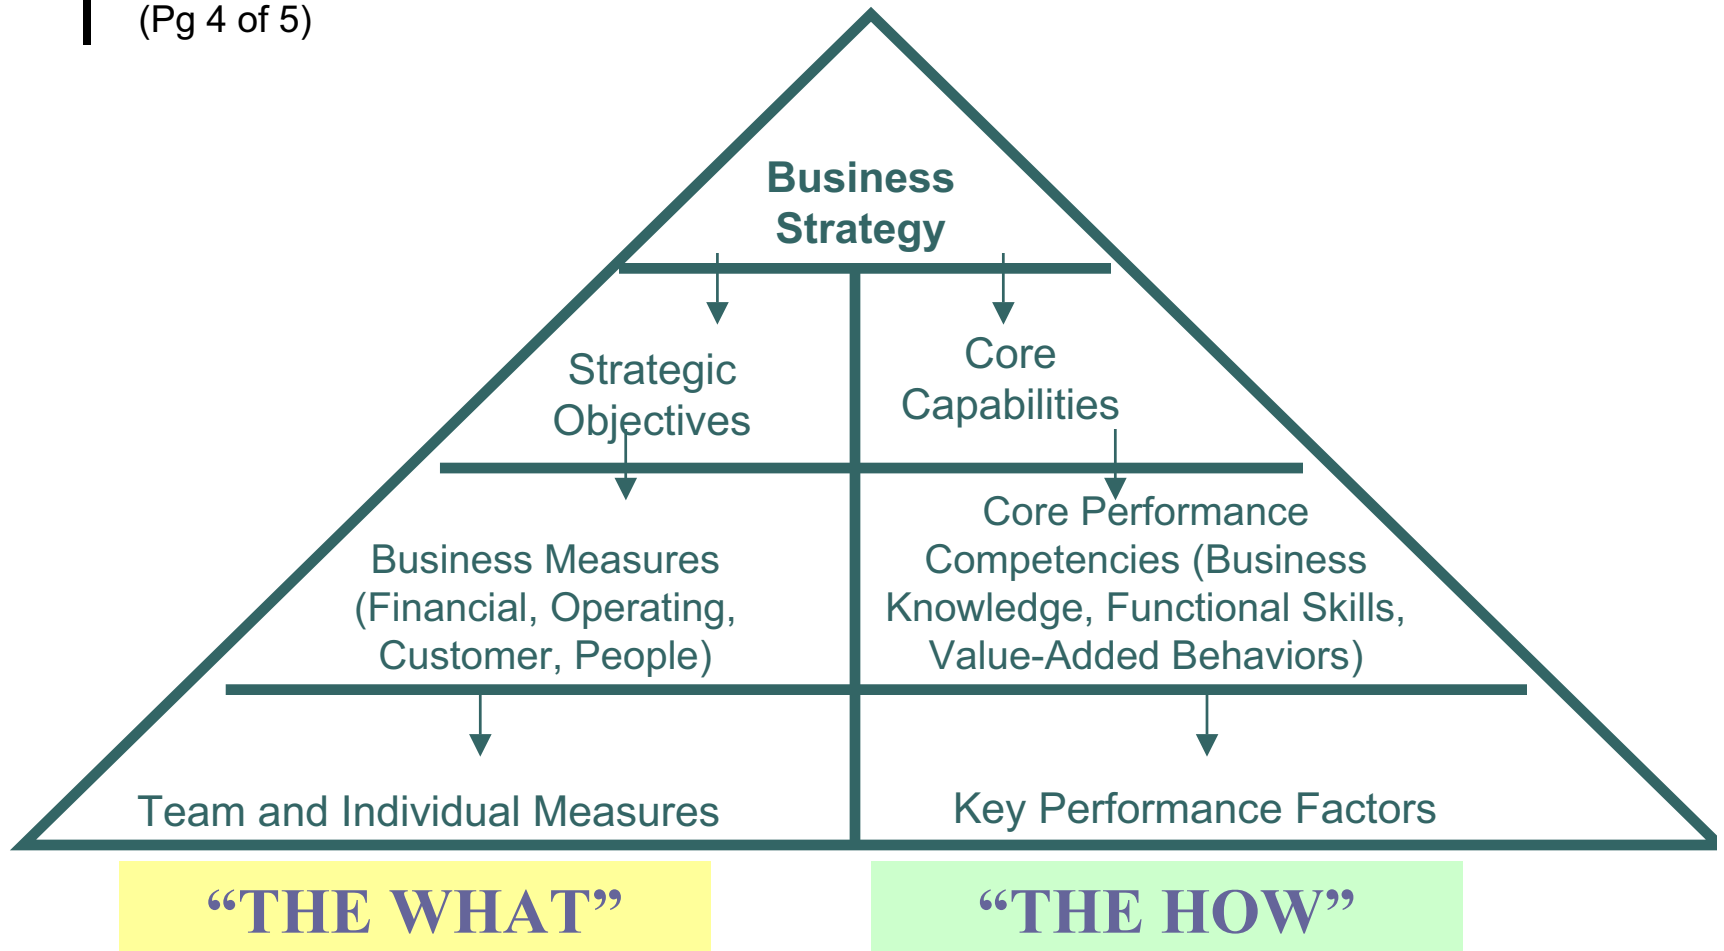 (Pg 4 of 5)
Business
Strategy
Strategic
Objectives
Core
Capabilities
Business Measures
(Financial, Operating,
Customer, People)
Core Performance
Competencies (Business
Knowledge, Functional Skills,
Value-Added Behaviors)
Team and Individual Measures
Key Performance Factors
“THE WHAT”
“THE HOW”